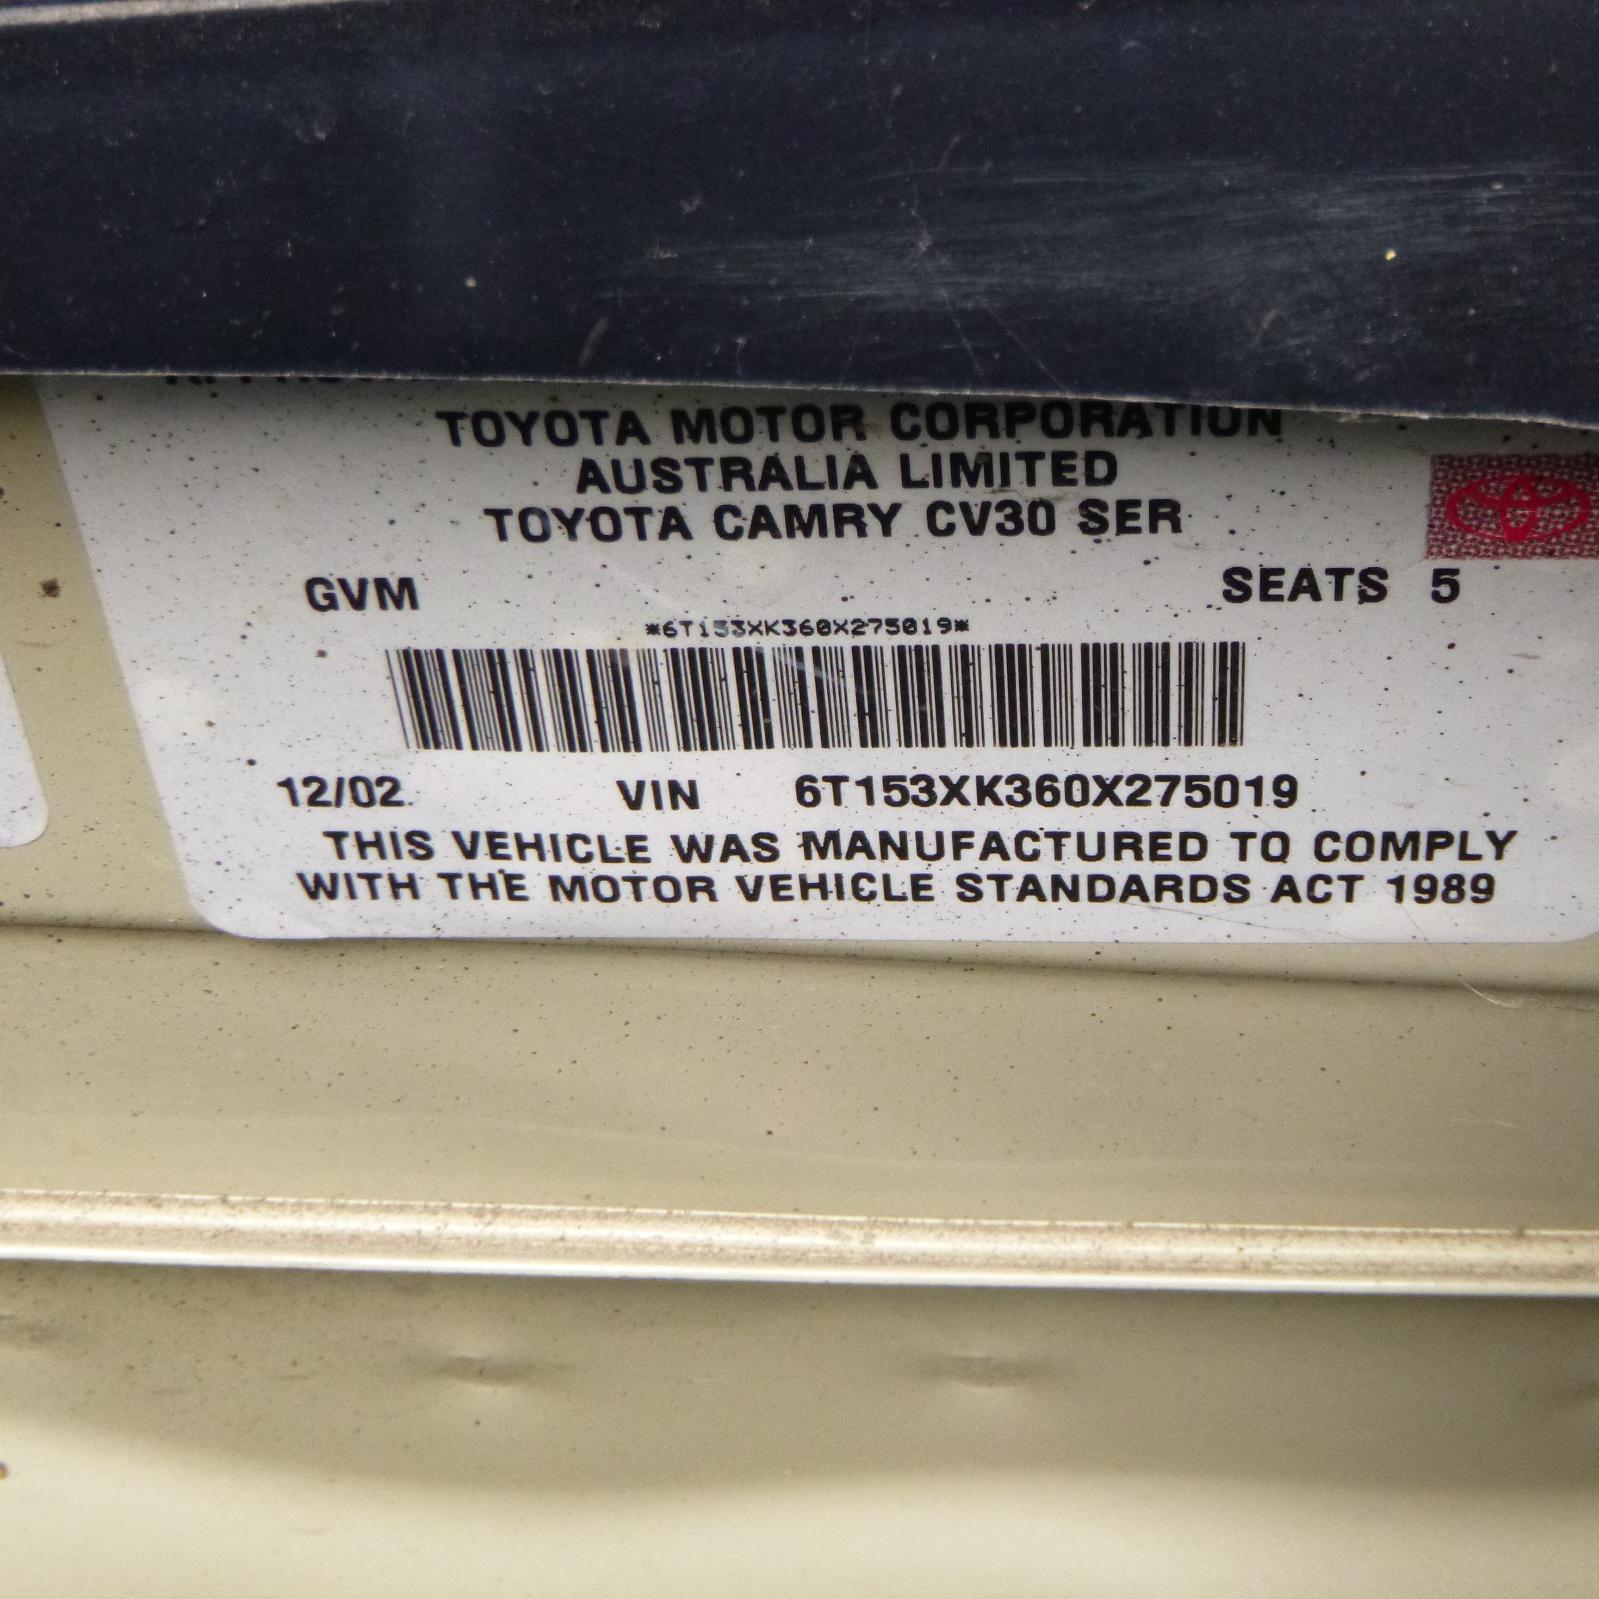 TOYOTA MOTOR CORPORATION
AUSTRALIA LIMITED
TOYOTA CAMRY CV30 SER
GVM SEATS 5
*6T153XK360X275019*
12/02 VIN 6T153XK360X275019
THIS VEHICLE WAS MANUFACTURED TO COMPLY
WITH THE MOTOR VEHICLE STANDARDS ACT 1989